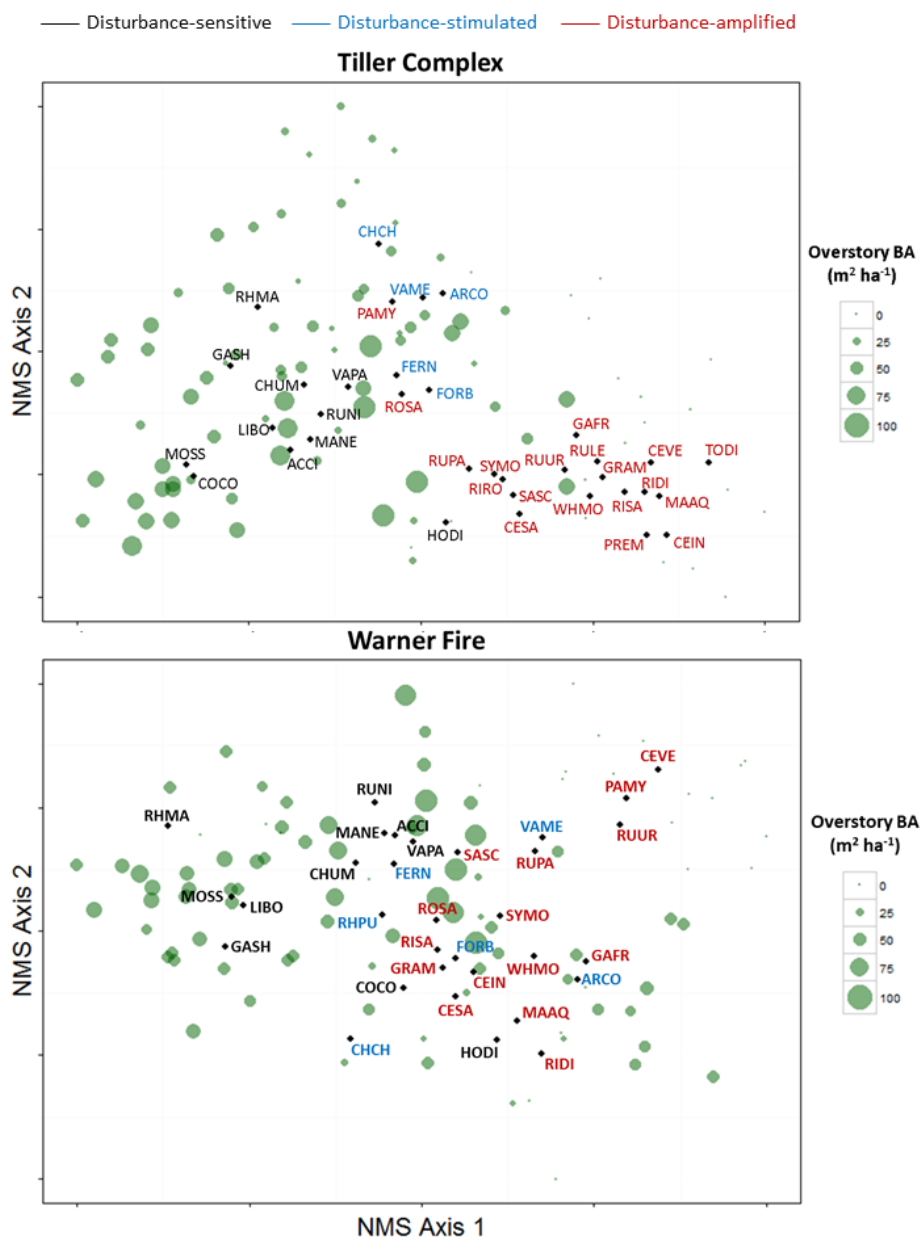 Disturbance-sensitive Disturbance-stimulated Disturbance-amplified
Tiller Complex
CHCH
RHMA
VAME
ARCO
PAMY
GASH
FERN
CHUM
VAPA
FORB
ROSA
RUNI
LIBO
MANE
GAFR
ACCI
MOSS
COCO
RUPA
SYMO
RUUR
RULE
CEVE
TODI
GRAM
RIDI
RIRO
SASC
WHMO
RISA
MAAQ
CESA
HODI
PREM
CEIN
NMS Axis 2
Overstory BA
(m² ha⁻¹)
0
25
50
75
100
Warner Fire
CEVE
PAMY
RUNI
RHMA
MANE
ACCI
VAME
RUUR
VAPA
SASC
RUPA
CHUM
FERN
MOSS
LIBO
ROSA
RHPU
SYMO
GASH
RISA
FORB
GRAM
WHMO
GAFR
CEIN
ARCO
COCO
CESA
MAAQ
CHCH
HODI
RIDI
NMS Axis 2
NMS Axis 1
Overstory BA
(m² ha⁻¹)
0
25
50
75
100